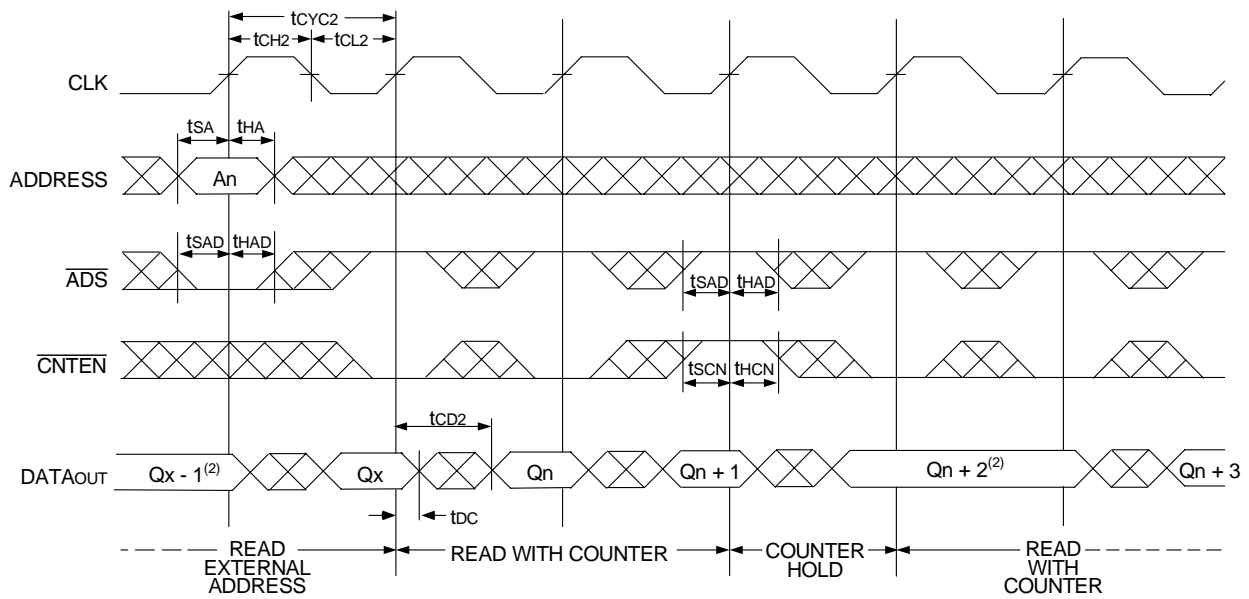 tCYC2
tCH2 tCL2
CLK
tSA tHA
ADDRESS An
tSAD tHAD
ADS
tSAD tHAD
CNTEN
tSCN tHCN
tCD2
DATAOUT Qx - 1(2) Qx Qn Qn + 1 Qn + 2(2) Qn + 3
tDC
READ EXTERNAL ADDRESS
READ WITH COUNTER
COUNTER HOLD
READ WITH COUNTER